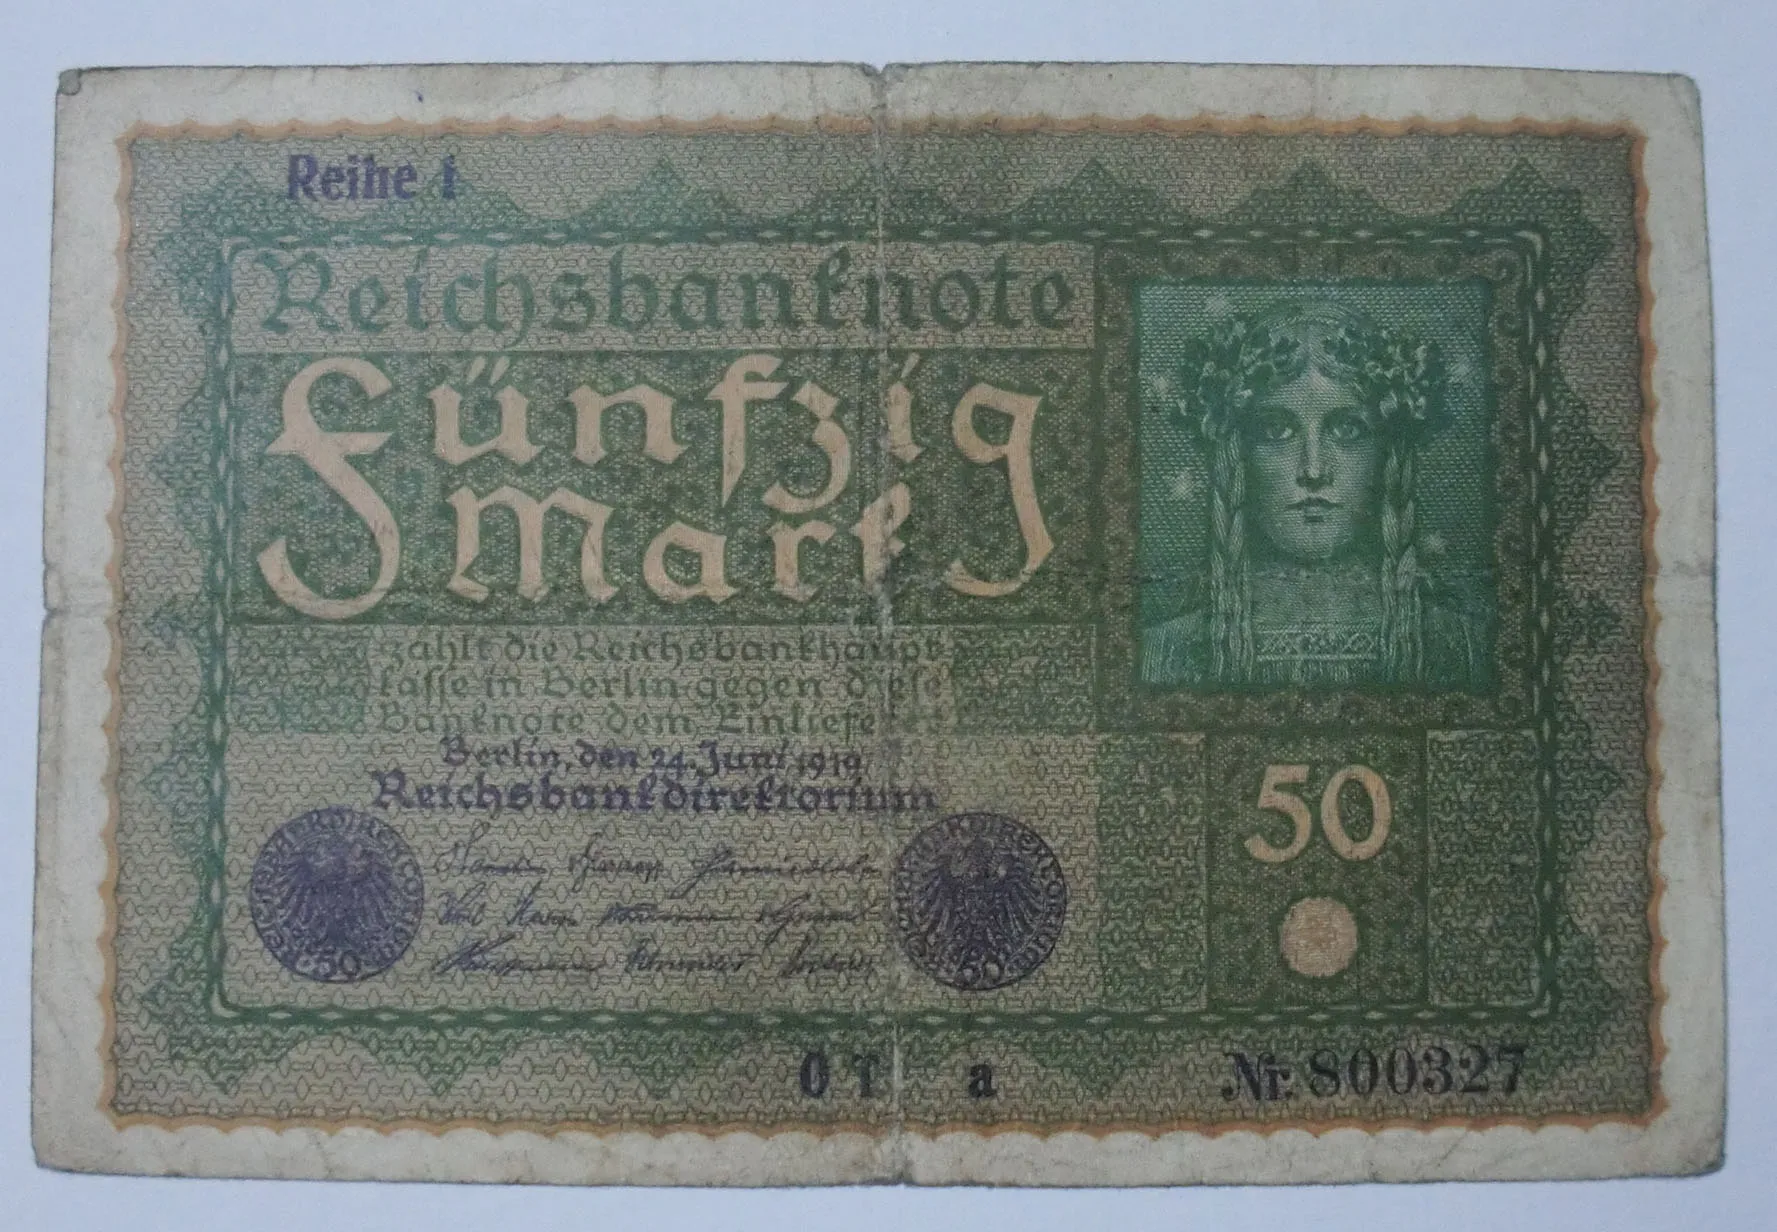 Reihe 1
Reichsbanknote
Fünfzig
Mark
zahlt die Reichsbankhaupt
kasse in Berlin gegen diese
Banknote dem Einliefe
Berlin, den 24. Juni 1919
Reichsbankdirektorium
50
50
50
0 T a
Nr. 800327